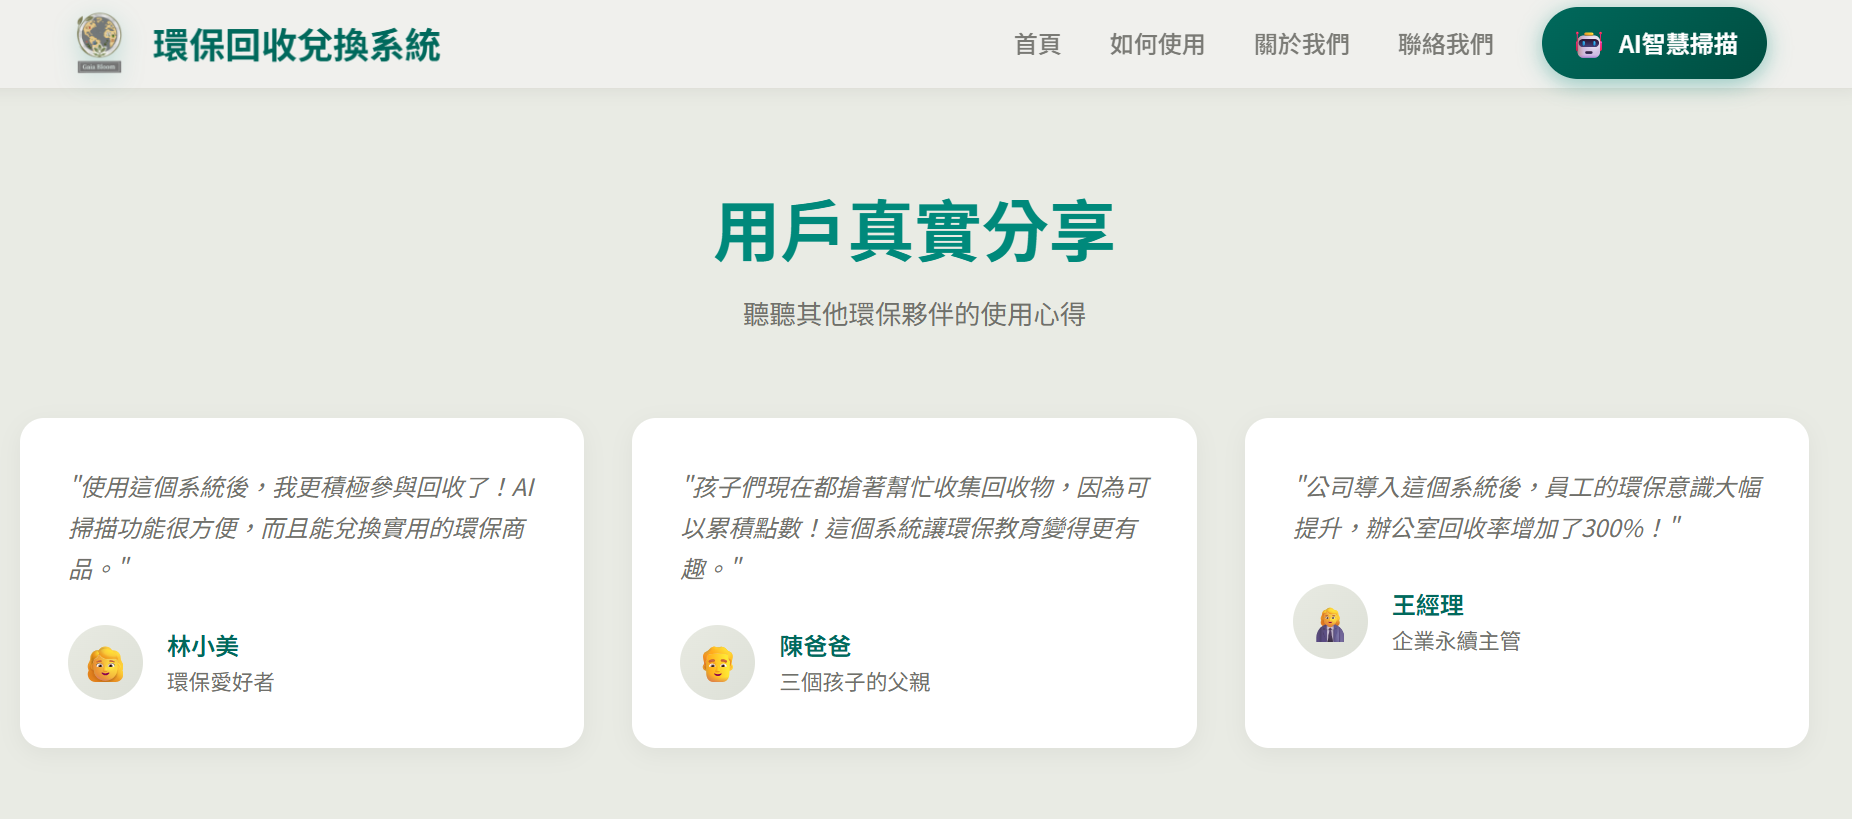 Gaia Bloom
環保回收兌換系統
首頁
如何使用
關於我們
聯絡我們
AI智慧掃描
用戶真實分享
聽聽其他環保夥伴的使用心得
"使用這個系統後，我更積極參與回收了！AI
掃描功能很方便，而且能兌換實用的環保商
品。"
林小美
環保愛好者
"孩子們現在都搶著幫忙收集回收物，因為可
以累積點數！這個系統讓環保教育變得更有
趣。"
陳爸爸
三個孩子的父親
"公司導入這個系統後，員工的環保意識大幅
提升，辦公室回收率增加了300%！"
王經理
企業永續主管